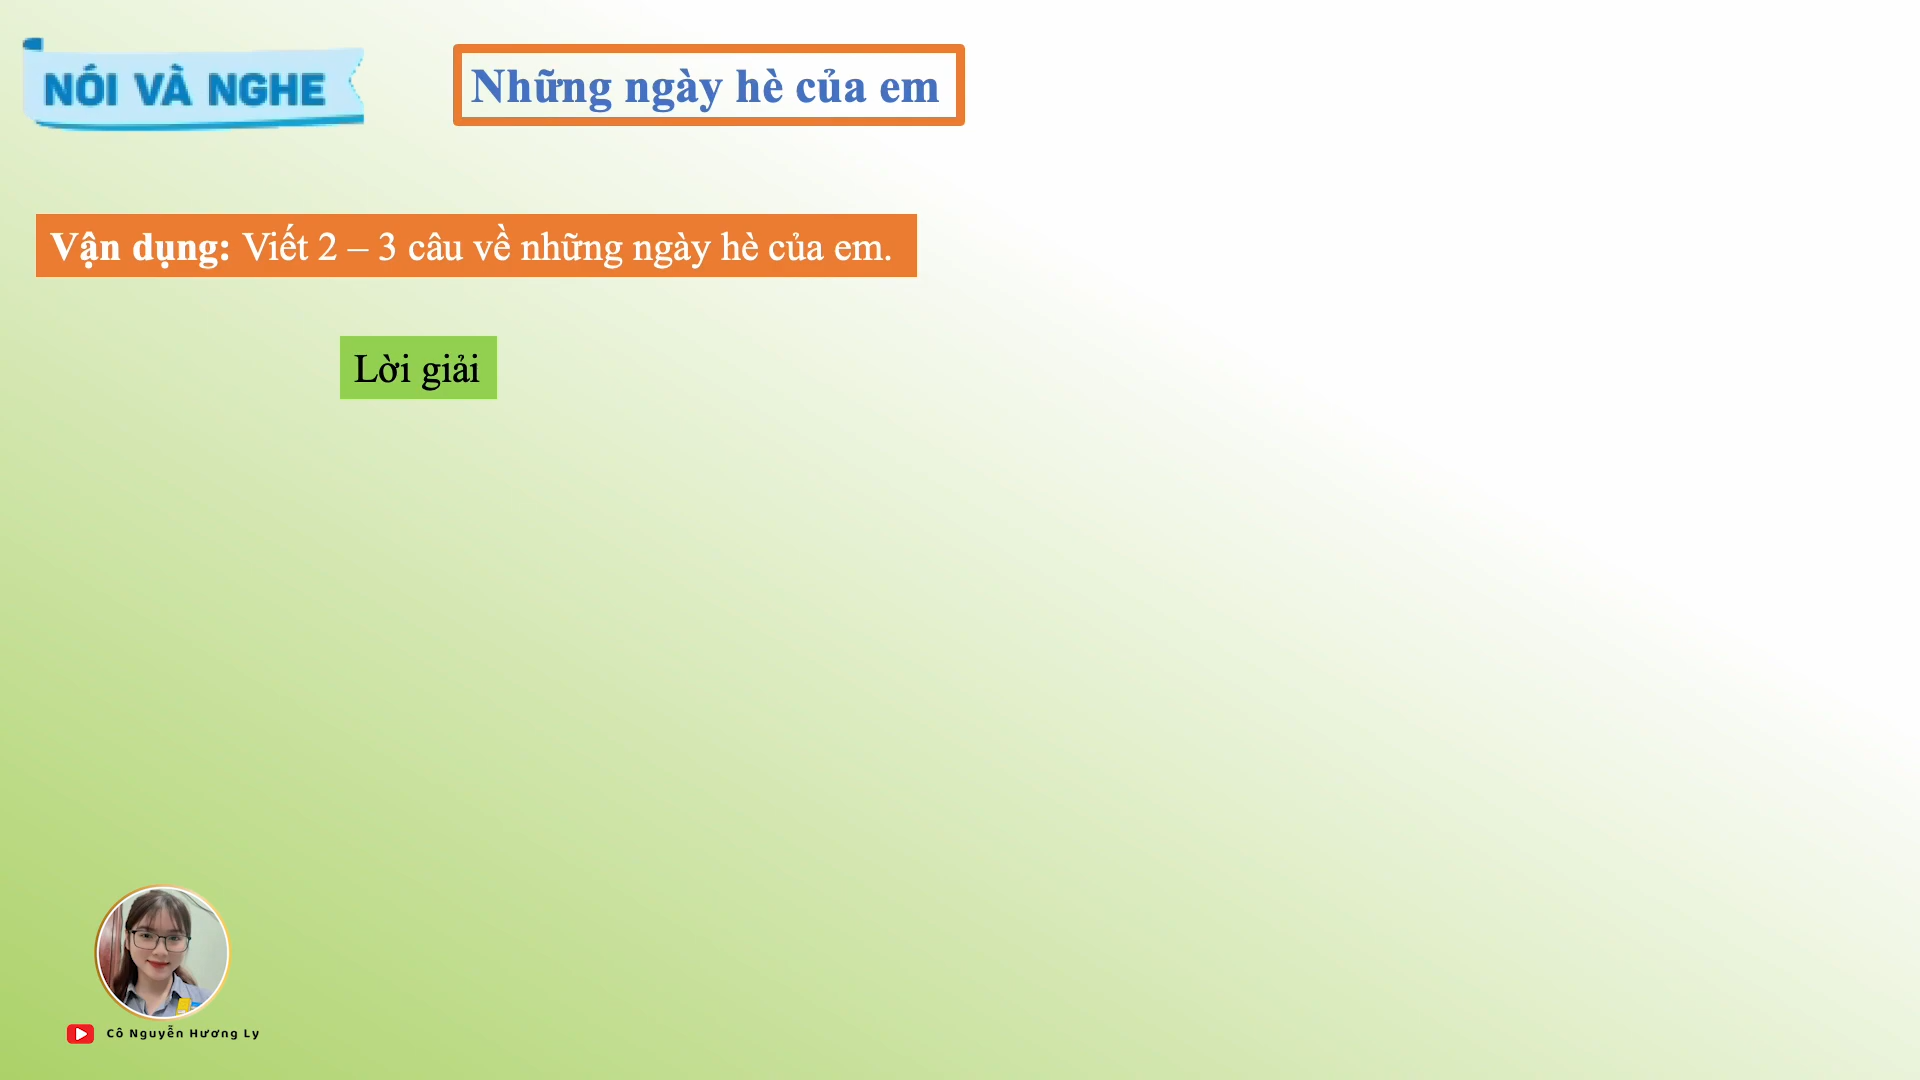 NÓI VÀ NGHE
Những ngày hè của em
Vận dụng: Viết 2 – 3 câu về những ngày hè của em.
Lời giải
Cô Nguyễn Hương Ly